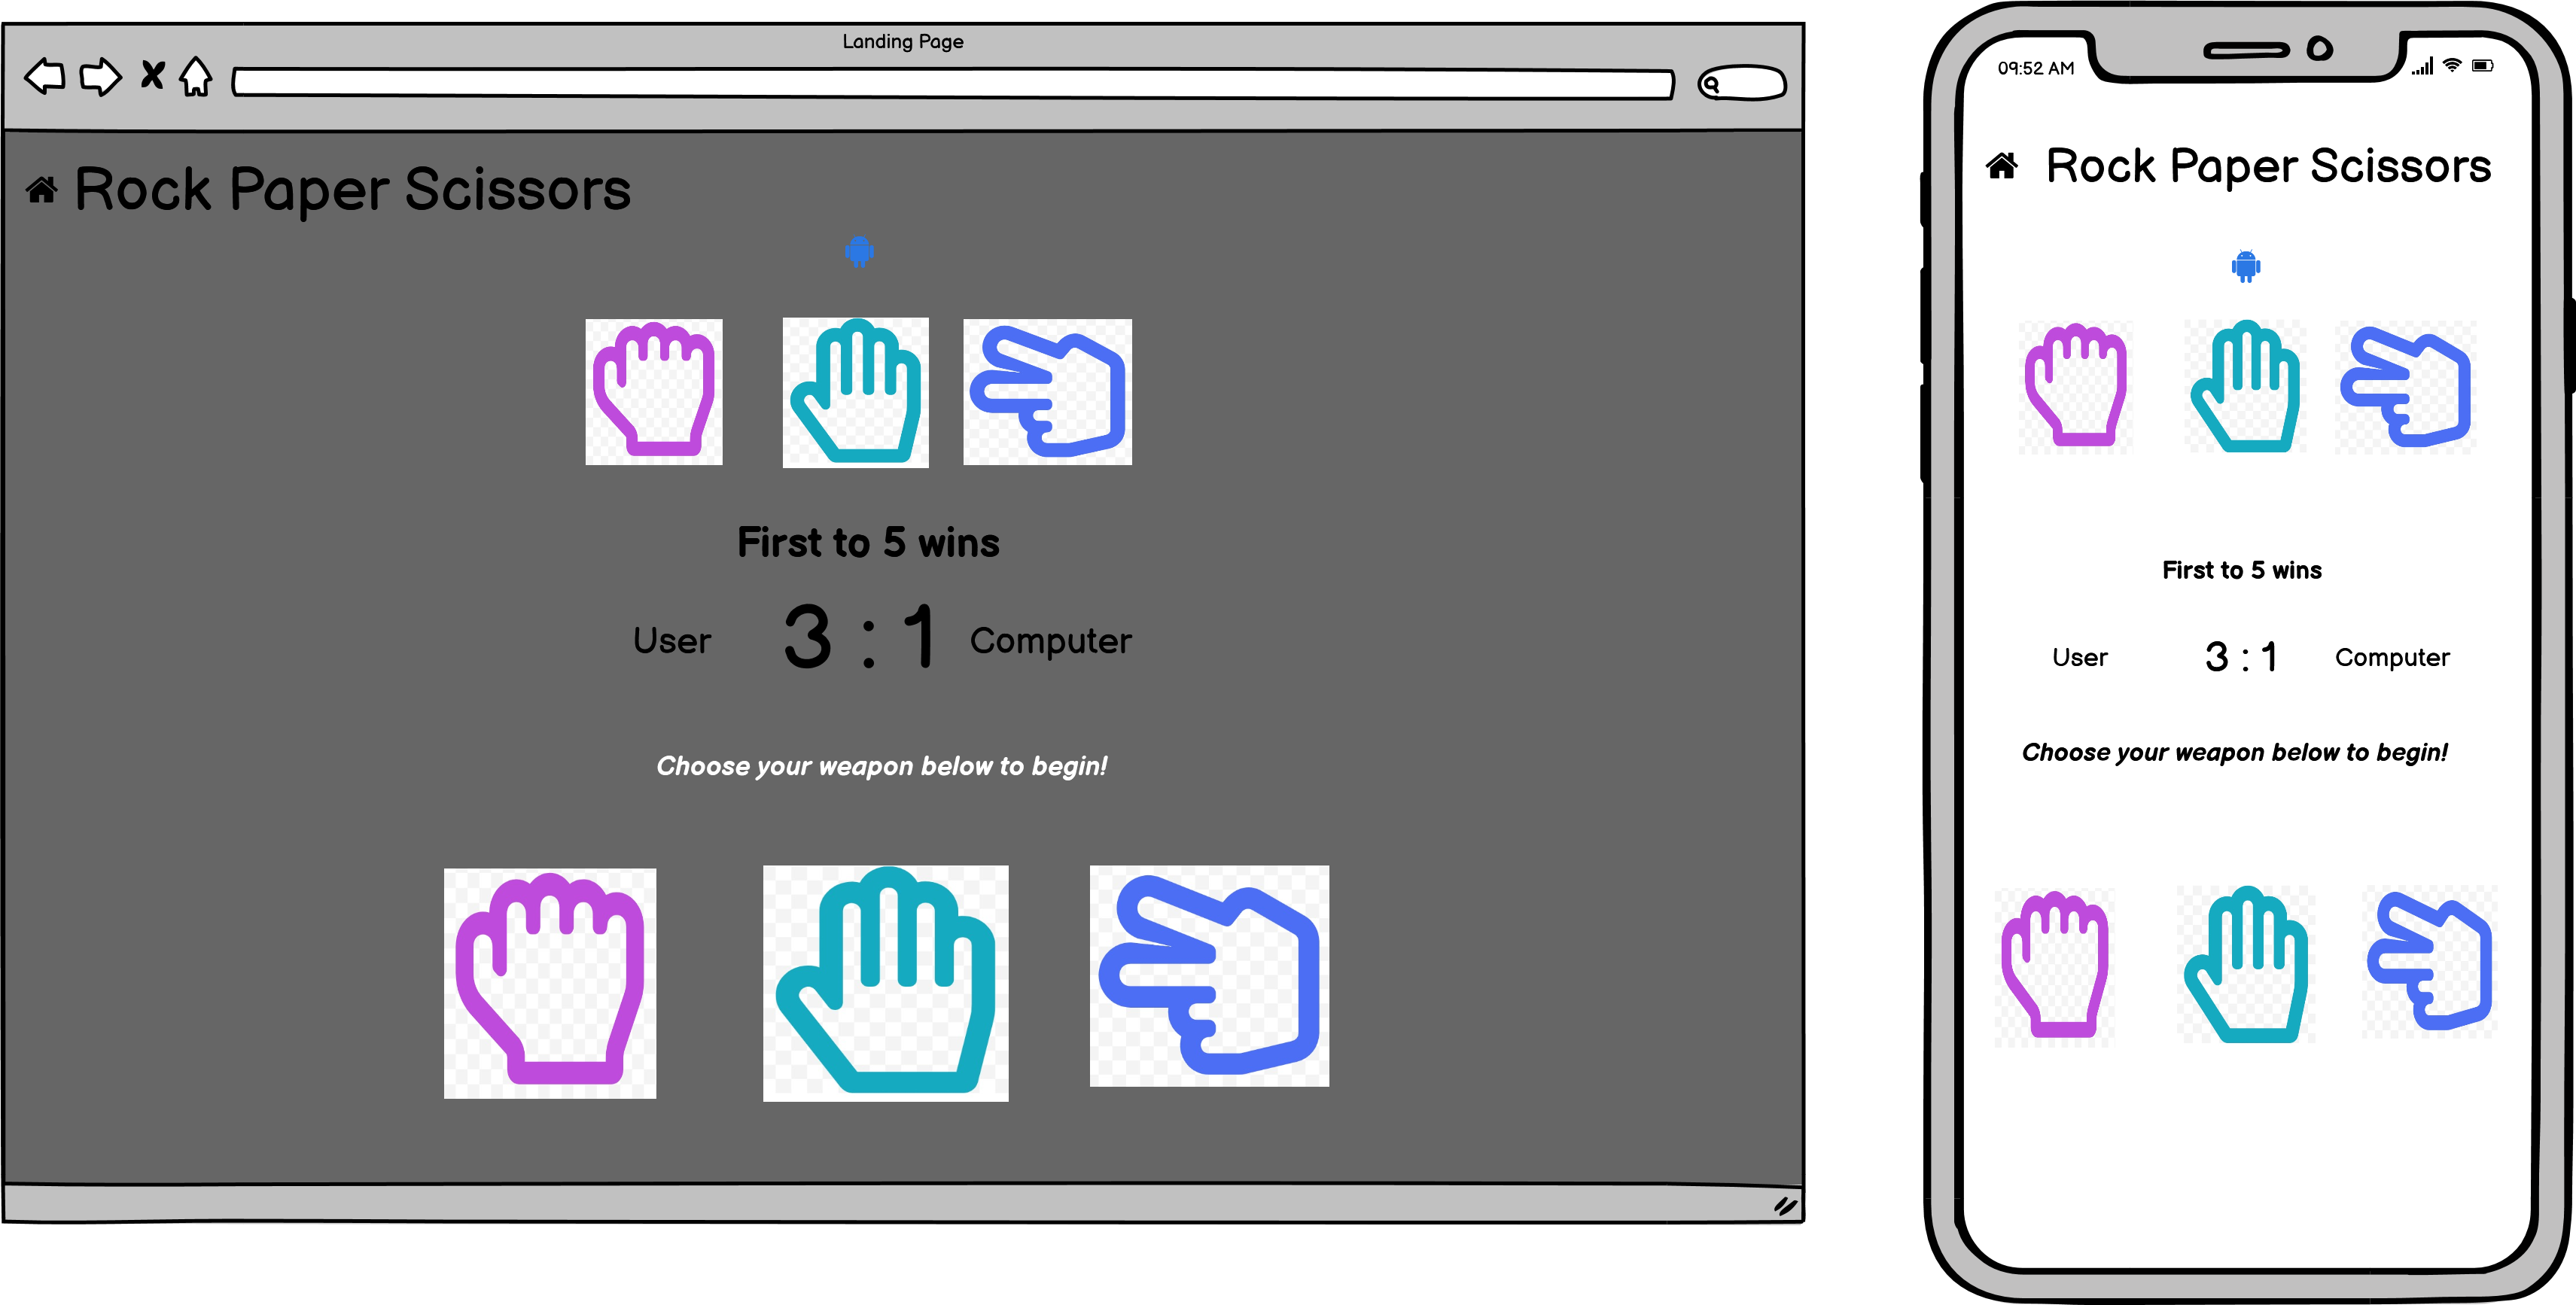 Landing Page
Rock Paper Scissors
First to 5 wins
User 3 : 1 Computer
Choose your weapon below to begin!
09:52 AM
Rock Paper Scissors
First to 5 wins
User 3 : 1 Computer
Choose your weapon below to begin!